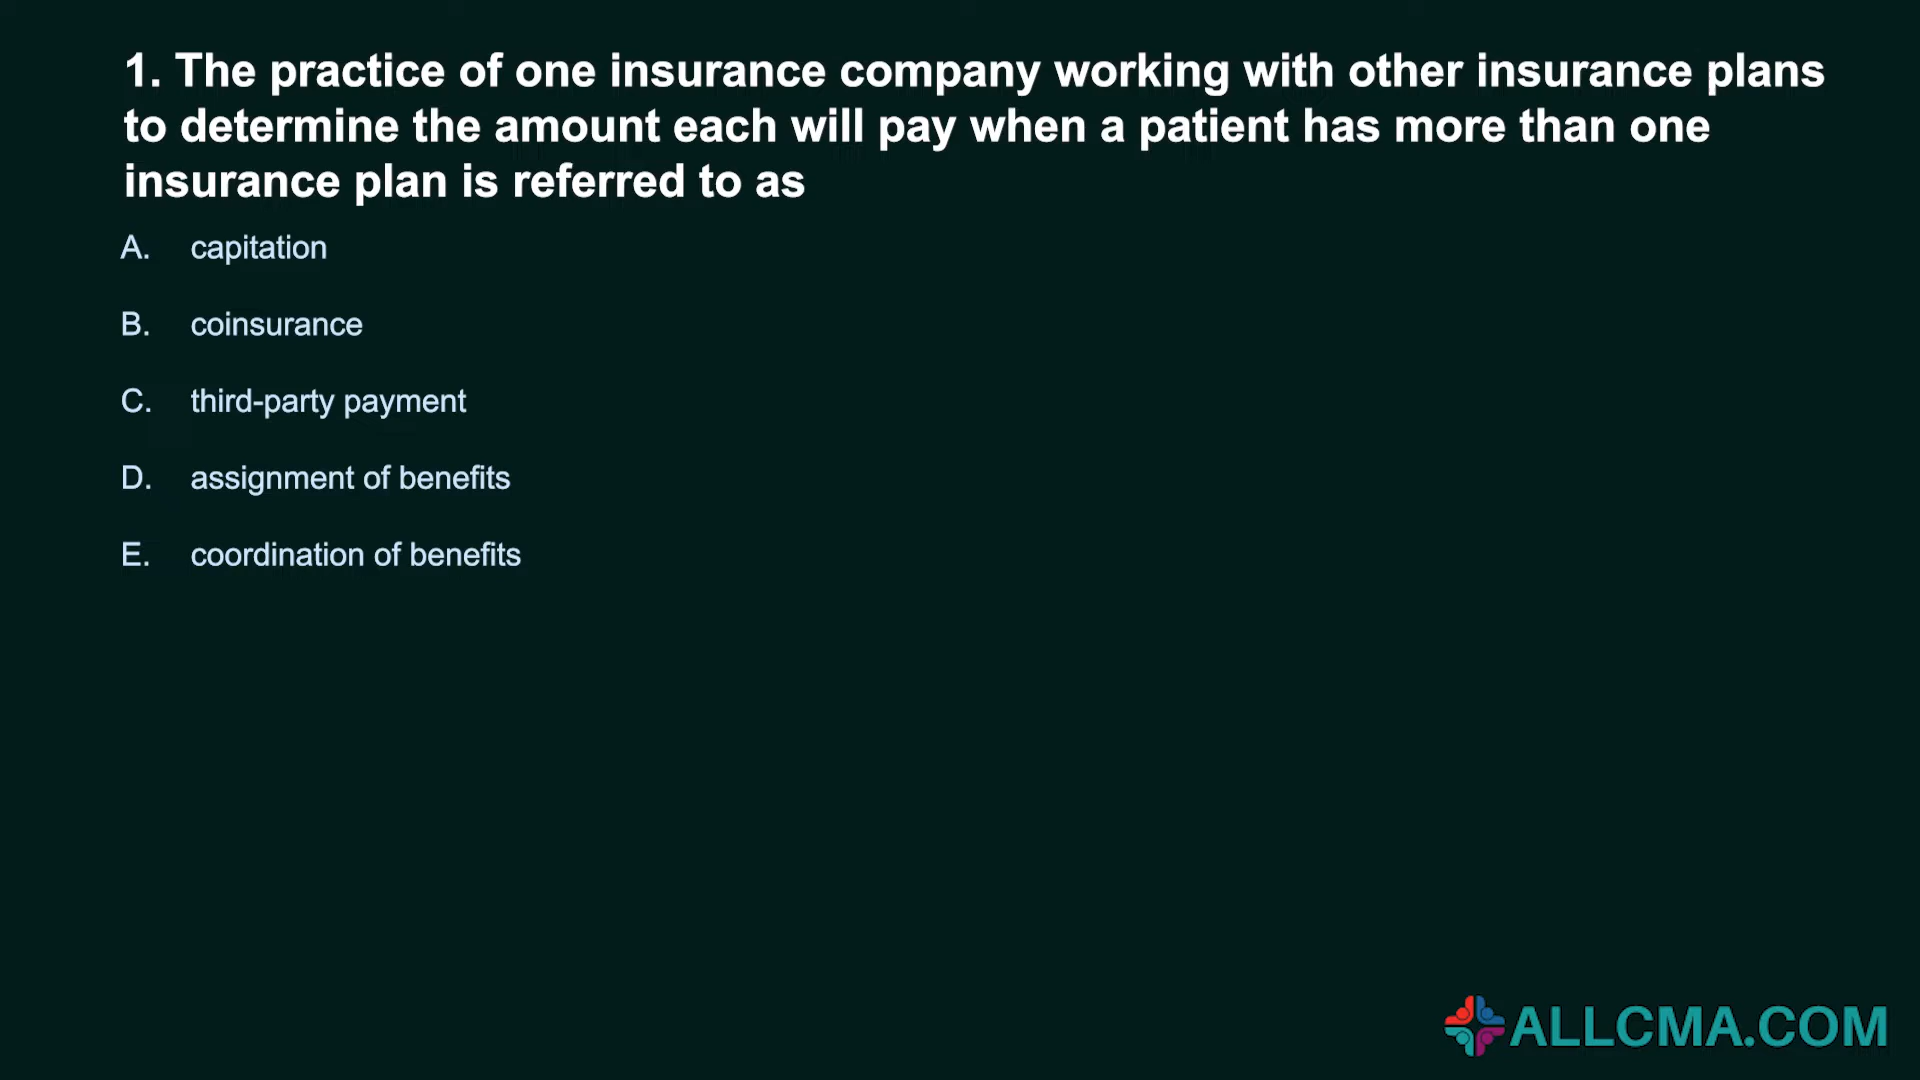 1. The practice of one insurance company working with other insurance plans
to determine the amount each will pay when a patient has more than one
insurance plan is referred to as
A. capitation
B. coinsurance
C. third-party payment
D. assignment of benefits
E. coordination of benefits
ALLCMA.COM